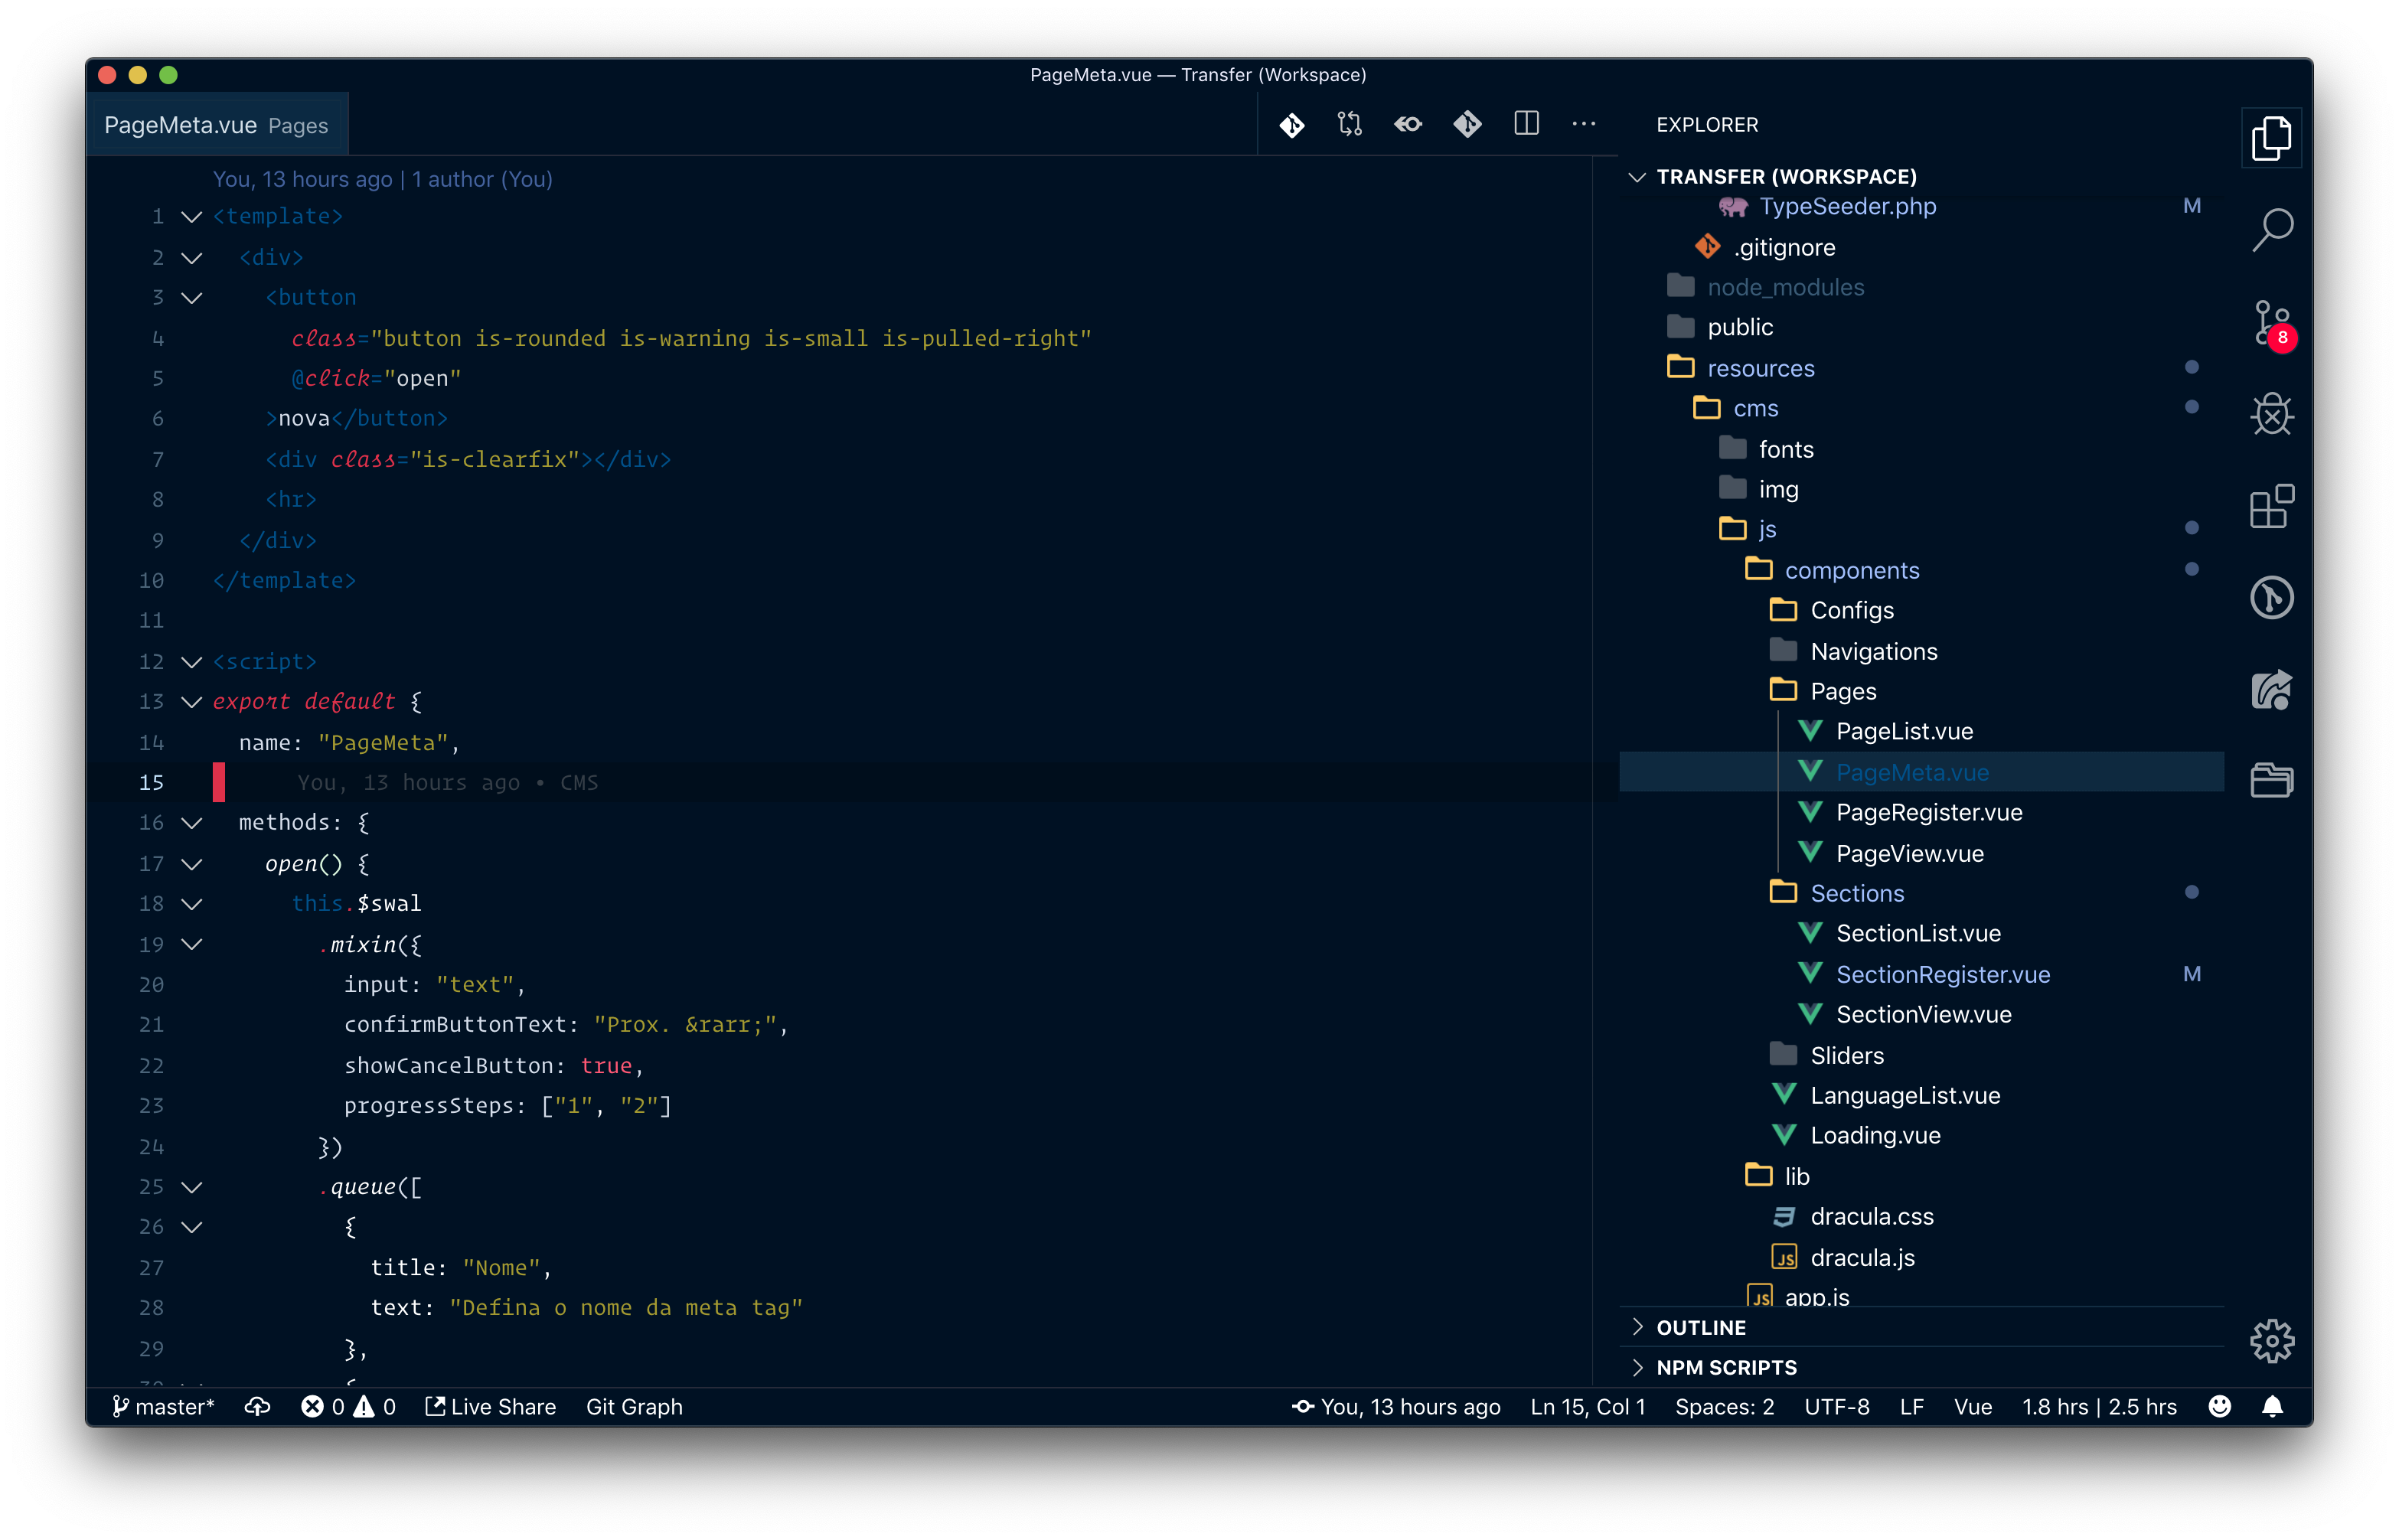 PageMeta.vue — Transfer (Workspace)
PageMeta.vue Pages
You, 13 hours ago | 1 author (You)
1 <template>
2 <div>
3 <button
4 class="button is-rounded is-warning is-small is-pulled-right"
5 @click="open"
6 >nova</button>
7 <div class="is-clearfix"></div>
8 <hr>
9 </div>
10 </template>
11
12 <script>
13 export default {
14 name: "PageMeta",
15 You, 13 hours ago • CMS
16 methods: {
17 open() {
18 this.$swal
19 .mixin({
20 input: "text",
21 confirmButtonText: "Prox. &rarr;",
22 showCancelButton: true,
23 progressSteps: ["1", "2"]
24 })
25 .queue([
26 {
27 title: "Nome",
28 text: "Defina o nome da meta tag"
29 },
30 {
EXPLORER
TRANSFER (WORKSPACE)
TypeSeeder.php M
.gitignore
node_modules
public
resources
cms
fonts
img
js
components
Configs
Navigations
Pages
PageList.vue
PageMeta.vue
PageRegister.vue
PageView.vue
Sections
SectionList.vue
SectionRegister.vue M
SectionView.vue
Sliders
LanguageList.vue
Loading.vue
lib
dracula.css
JS dracula.js
JS app.js
OUTLINE
NPM SCRIPTS
8
master* 0 0 Live Share Git Graph You, 13 hours ago Ln 15, Col 1 Spaces: 2 UTF-8 LF Vue 1.8 hrs | 2.5 hrs